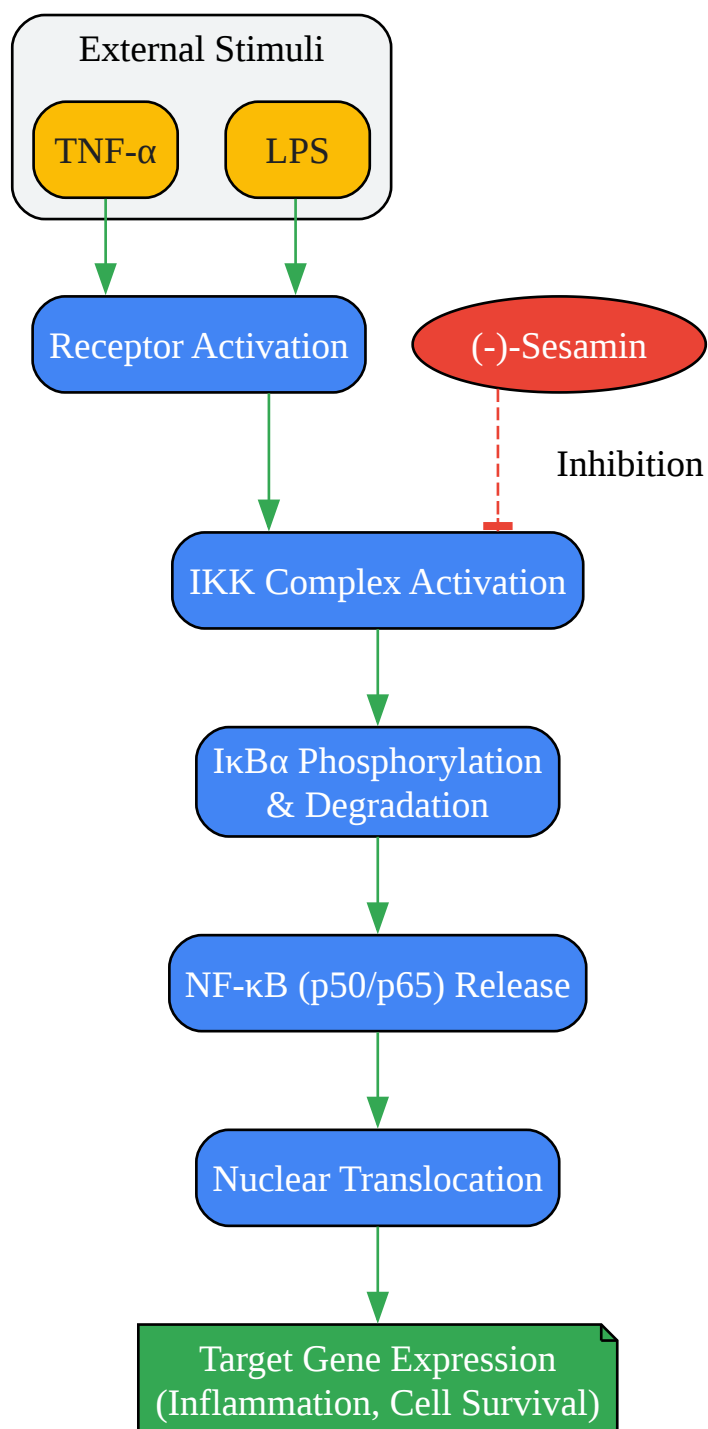 External Stimuli
TNF-α
LPS
Receptor Activation
(-)-Sesamin
Inhibition
IKK Complex Activation
IκBα Phosphorylation
& Degradation
NF-κB (p50/p65) Release
Nuclear Translocation
Target Gene Expression
(Inflammation, Cell Survival)